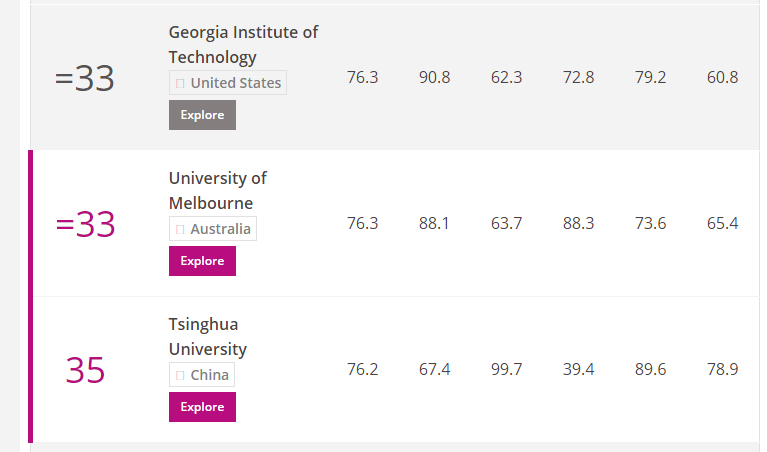 =33
Georgia Institute of
Technology
United States
Explore
76.3 90.8 62.3 72.8 79.2 60.8
=33
University of
Melbourne
Australia
Explore
76.3 88.1 63.7 88.3 73.6 65.4
35
Tsinghua
University
China
Explore
76.2 67.4 99.7 39.4 89.6 78.9